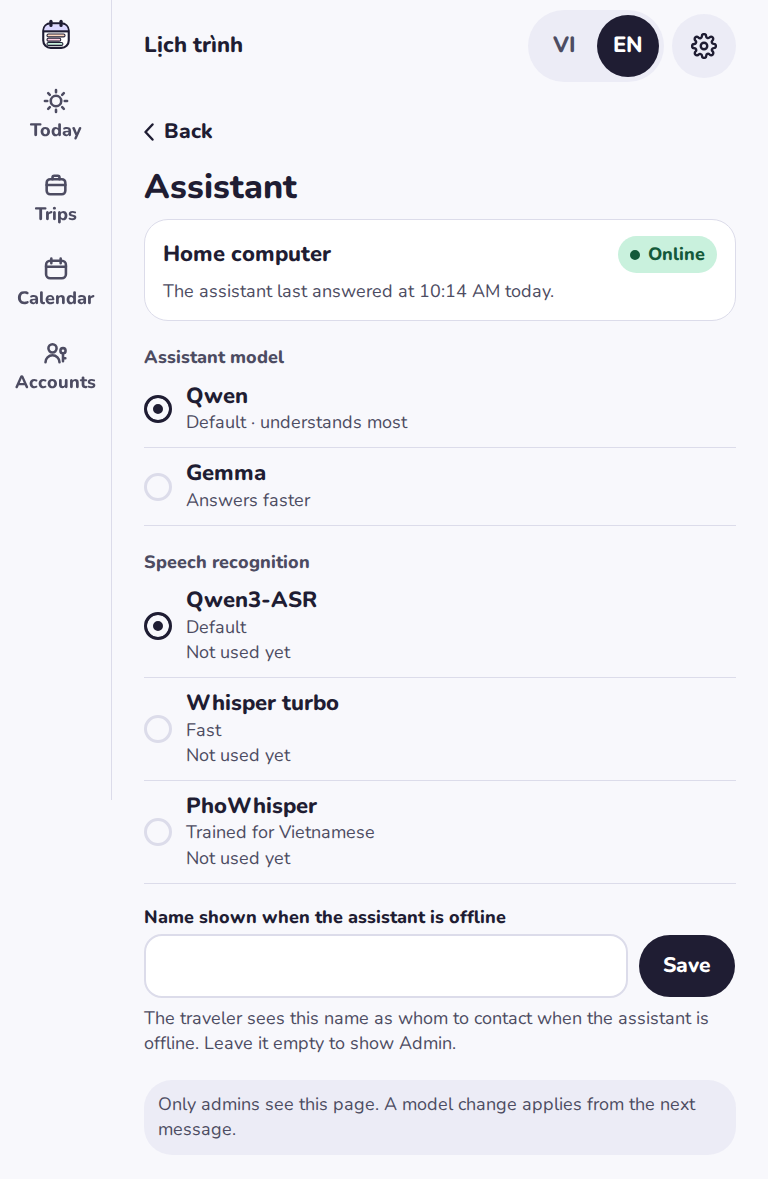 Lịch trình
VI
EN
Today
Trips
Calendar
Accounts
Back
Assistant
Home computer
Online
The assistant last answered at 10:14 AM today.
Assistant model
Qwen
Default · understands most
Gemma
Answers faster
Speech recognition
Qwen3-ASR
Default
Not used yet
Whisper turbo
Fast
Not used yet
PhoWhisper
Trained for Vietnamese
Not used yet
Name shown when the assistant is offline
Save
The traveler sees this name as whom to contact when the assistant is
offline. Leave it empty to show Admin.
Only admins see this page. A model change applies from the next
message.